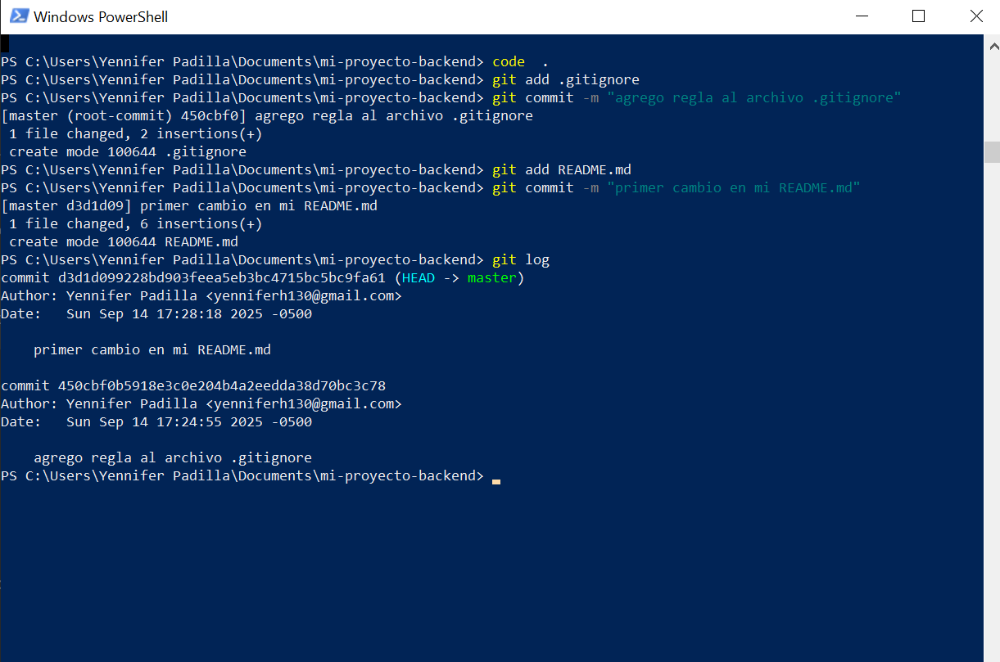 Windows PowerShell
PS C:\Users\Yennifer Padilla\Documents\mi-proyecto-backend> code  .
PS C:\Users\Yennifer Padilla\Documents\mi-proyecto-backend> git add .gitignore
PS C:\Users\Yennifer Padilla\Documents\mi-proyecto-backend> git commit -m "agrego regla al archivo .gitignore"
[master (root-commit) 450cbf0] agrego regla al archivo .gitignore
 1 file changed, 2 insertions(+)
 create mode 100644 .gitignore
PS C:\Users\Yennifer Padilla\Documents\mi-proyecto-backend> git add README.md
PS C:\Users\Yennifer Padilla\Documents\mi-proyecto-backend> git commit -m "primer cambio en mi README.md"
[master d3d1d09] primer cambio en mi README.md
 1 file changed, 6 insertions(+)
 create mode 100644 README.md
PS C:\Users\Yennifer Padilla\Documents\mi-proyecto-backend> git log
commit d3d1d099228bd903feea5eb3bc4715bc5bc9fa61 (HEAD -> master)
Author: Yennifer Padilla <yenniferh130@gmail.com>
Date:   Sun Sep 14 17:28:18 2025 -0500

    primer cambio en mi README.md

commit 450cbf0b5918e3c0e204b4a2eedda38d70bc3c78
Author: Yennifer Padilla <yenniferh130@gmail.com>
Date:   Sun Sep 14 17:24:55 2025 -0500

    agrego regla al archivo .gitignore
PS C:\Users\Yennifer Padilla\Documents\mi-proyecto-backend>